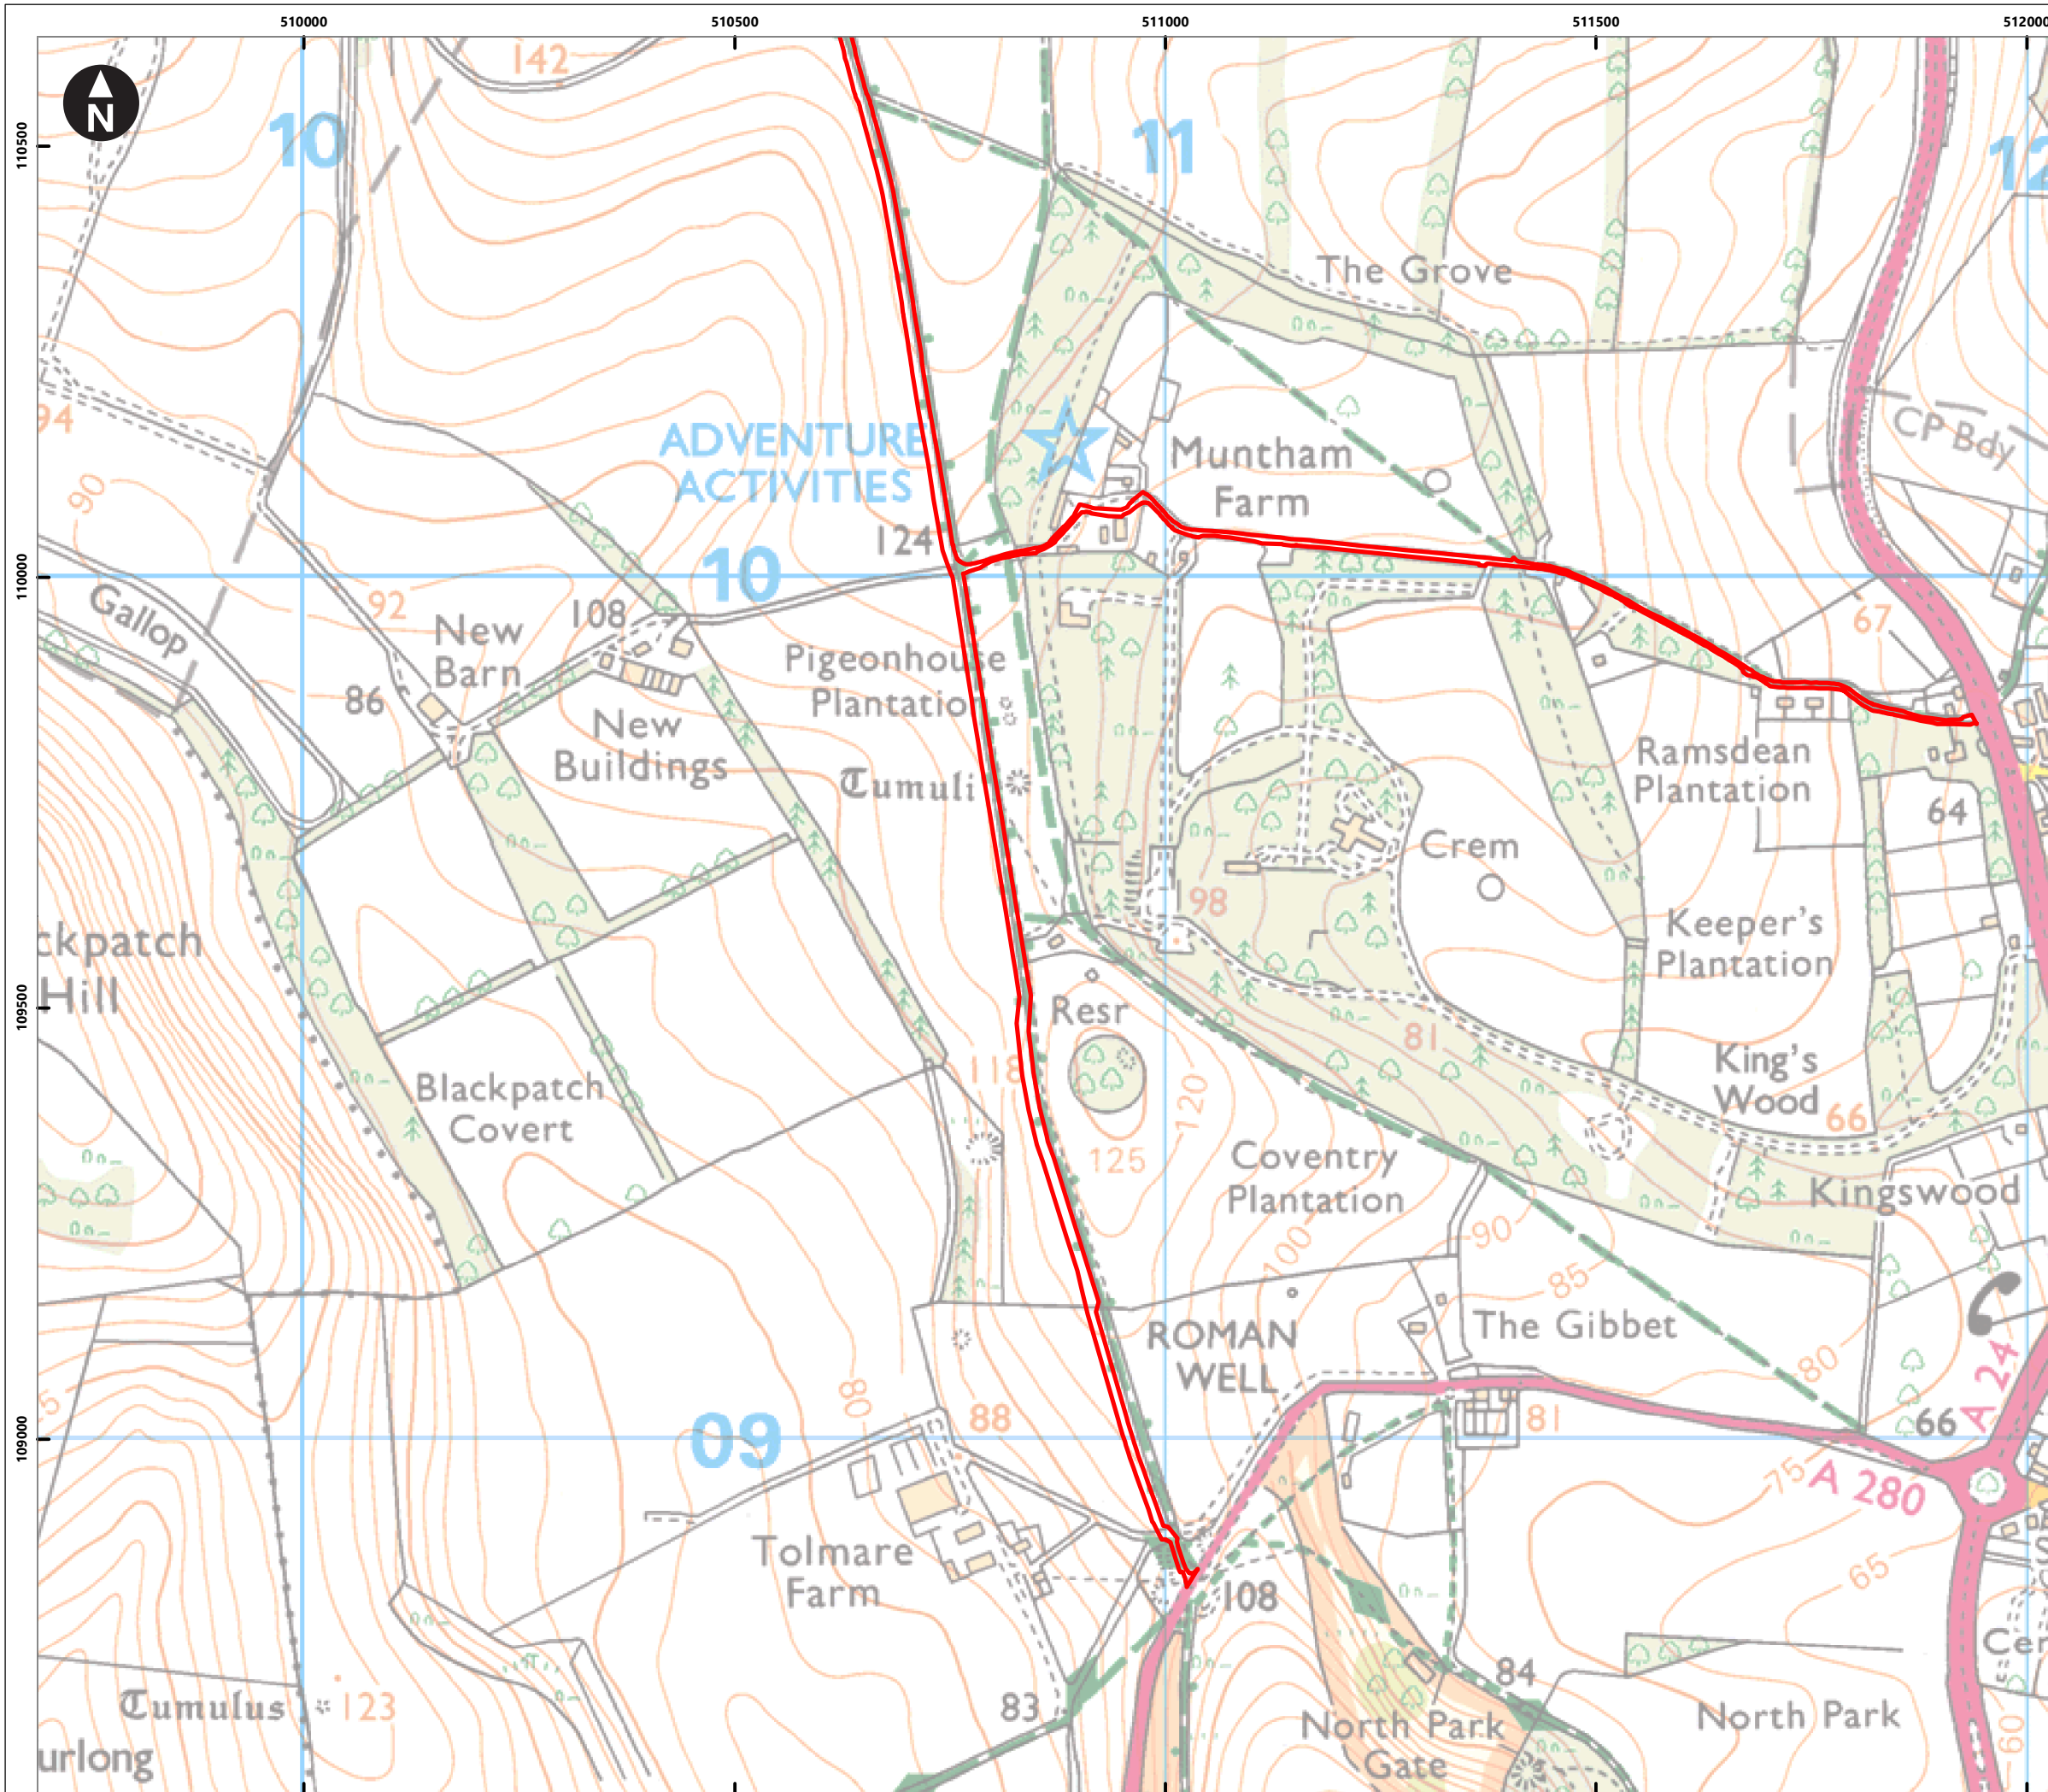 510000
510500
511000
511500
512000
142
N
10
11
12
110500
The Grove
94
ADVENTURE
ACTIVITIES
Muntham
Farm
CP Bdy
90
124
10
110000
Gallop
92
108
New
Barn
67
Pigeonhouse
Plantation
86
New
Buildings
Tumuli
Ramsdean
Plantation
64
Crem
98
Keeper's
Plantation
ckpatch
Hill
109500
Resr
81
118
King's
Wood
Blackpatch
Covert
120
66
125
Coventry
Plantation
Kingswood
90
100
85
The Gibbet
ROMAN
WELL
80
80
A 24
88
81
66
109000
09
75
A 280
Tolmare
Farm
65
108
84
83
Tumulus
123
North Park
Gate
North Park
60
urlong